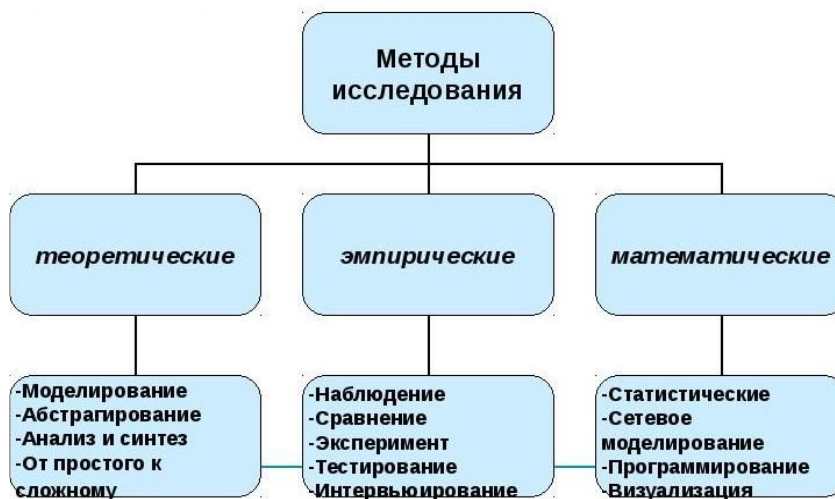 Методы
исследования
теоретические
эмпирические
математические
-Моделирование
-Абстрагирование
-Анализ и синтез
-От простого к
сложному
-Наблюдение
-Сравнение
-Эксперимент
-Тестирование
-Интервьюирование
-Статистические
-Сетевое
моделирование
-Программирование
-Визуализация